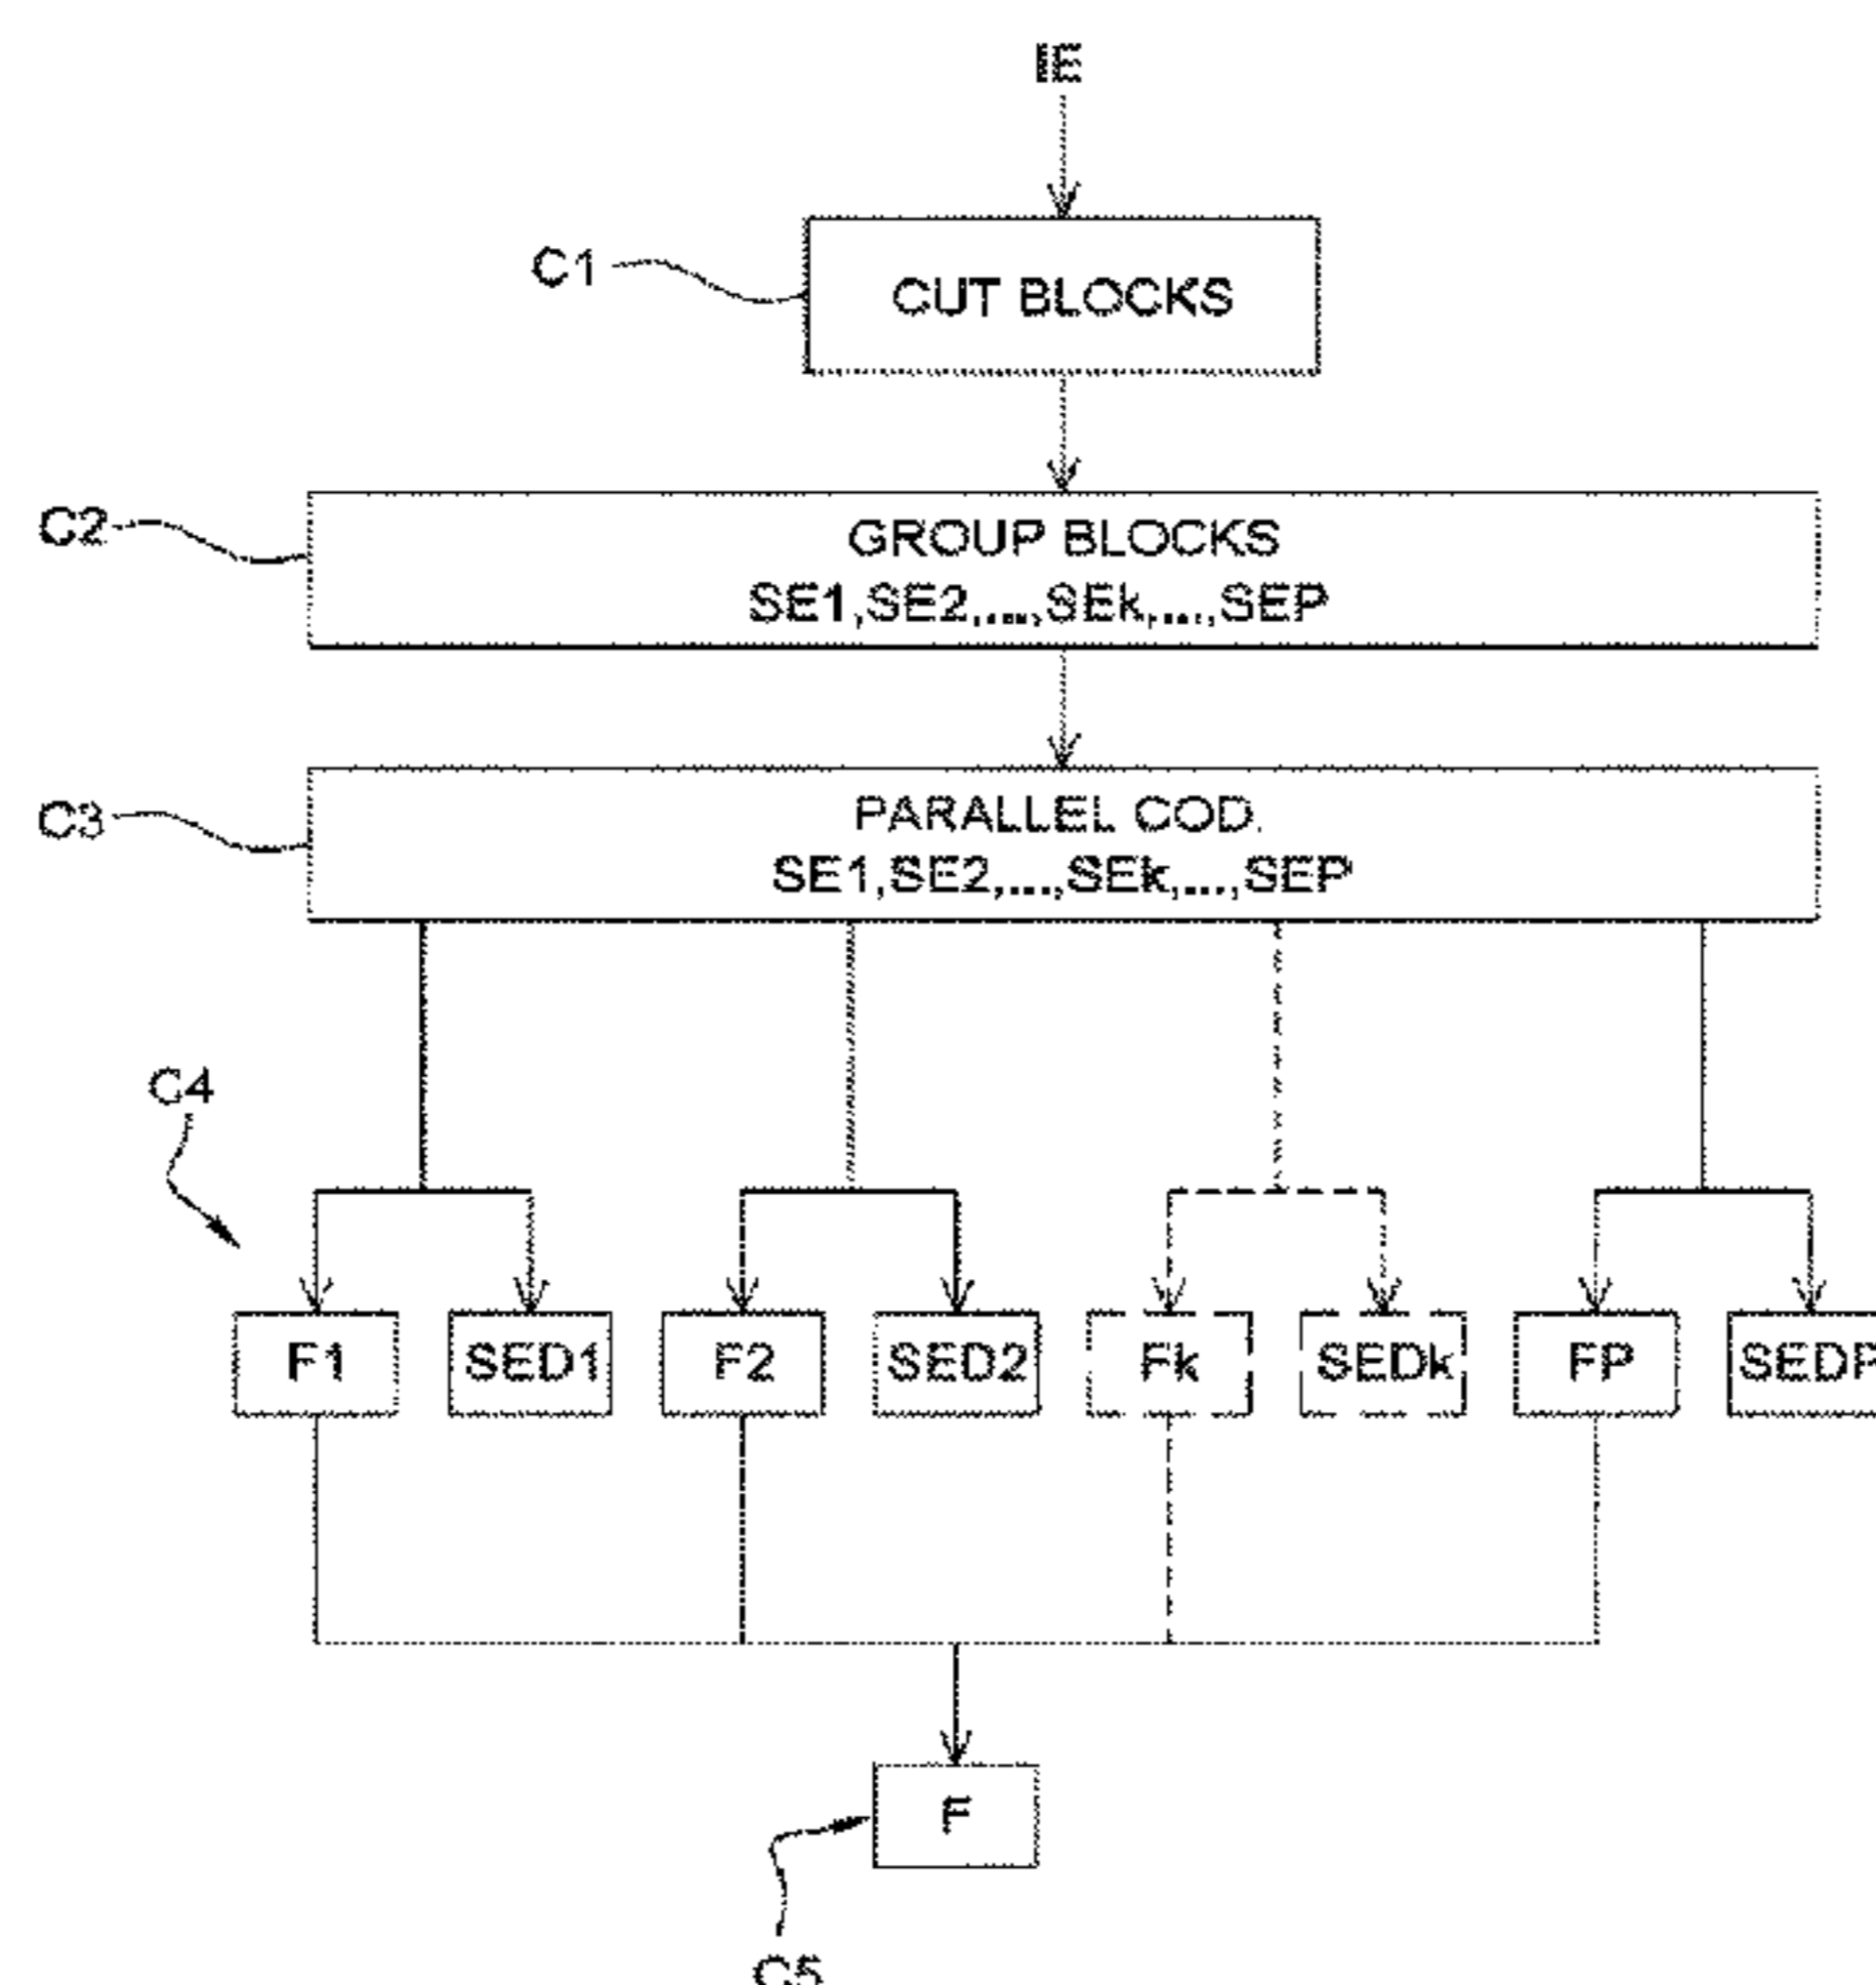 IE
C1
CUT BLOCKS
C2
GROUP BLOCKS
SE1,SE2,...,SEk,...,SEP
C3
PARALLEL COD.
SE1,SE2,...,SEk,...,SEP
C4
F1
SED1
F2
SED2
Fk
SEDk
FP
SEDP
F
C5